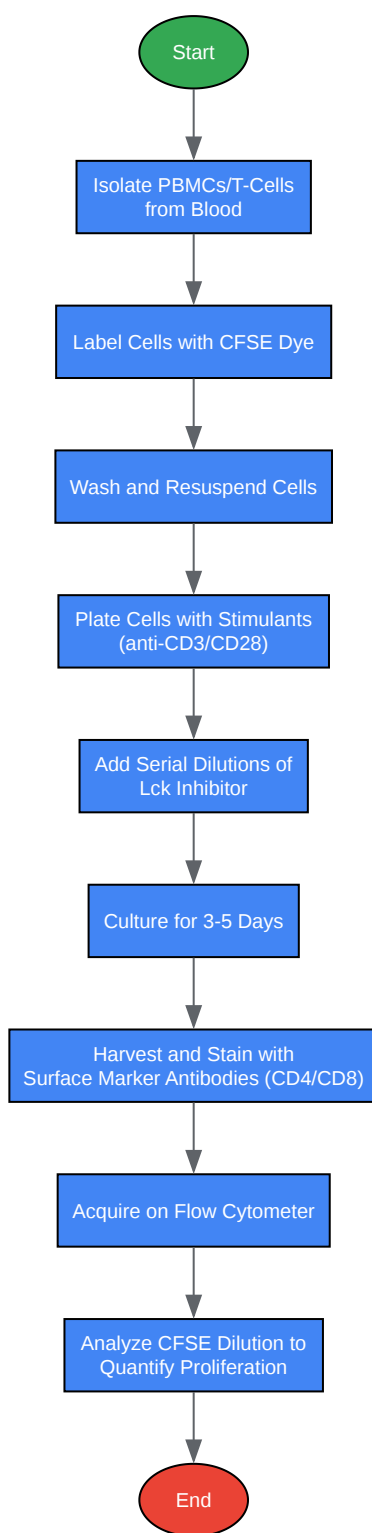 Start
Isolate PBMCs/T-Cells
from Blood
Label Cells with CFSE Dye
Wash and Resuspend Cells
Plate Cells with Stimulants
(anti-CD3/CD28)
Add Serial Dilutions of
Lck Inhibitor
Culture for 3-5 Days
Harvest and Stain with
Surface Marker Antibodies (CD4/CD8)
Acquire on Flow Cytometer
Analyze CFSE Dilution to
Quantify Proliferation
End